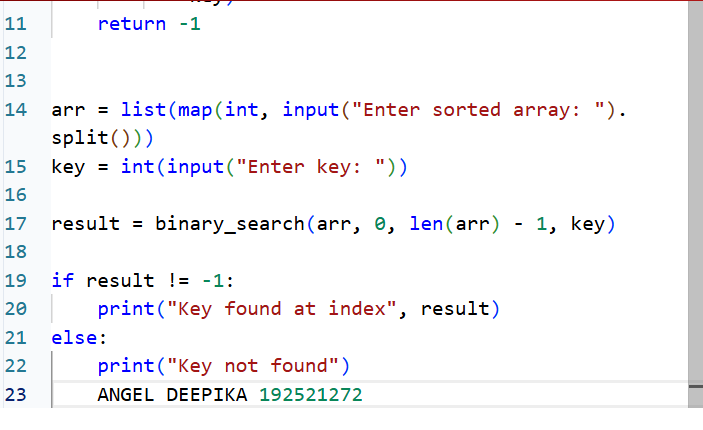 11 return -1
12
13
14 arr = list(map(int, input("Enter sorted array: ").
split()))
15 key = int(input("Enter key: "))
16
17 result = binary_search(arr, 0, len(arr) - 1, key)
18
19 if result != -1:
20 print("Key found at index", result)
21 else:
22 print("Key not found")
23 ANGEL DEEPIKA 192521272